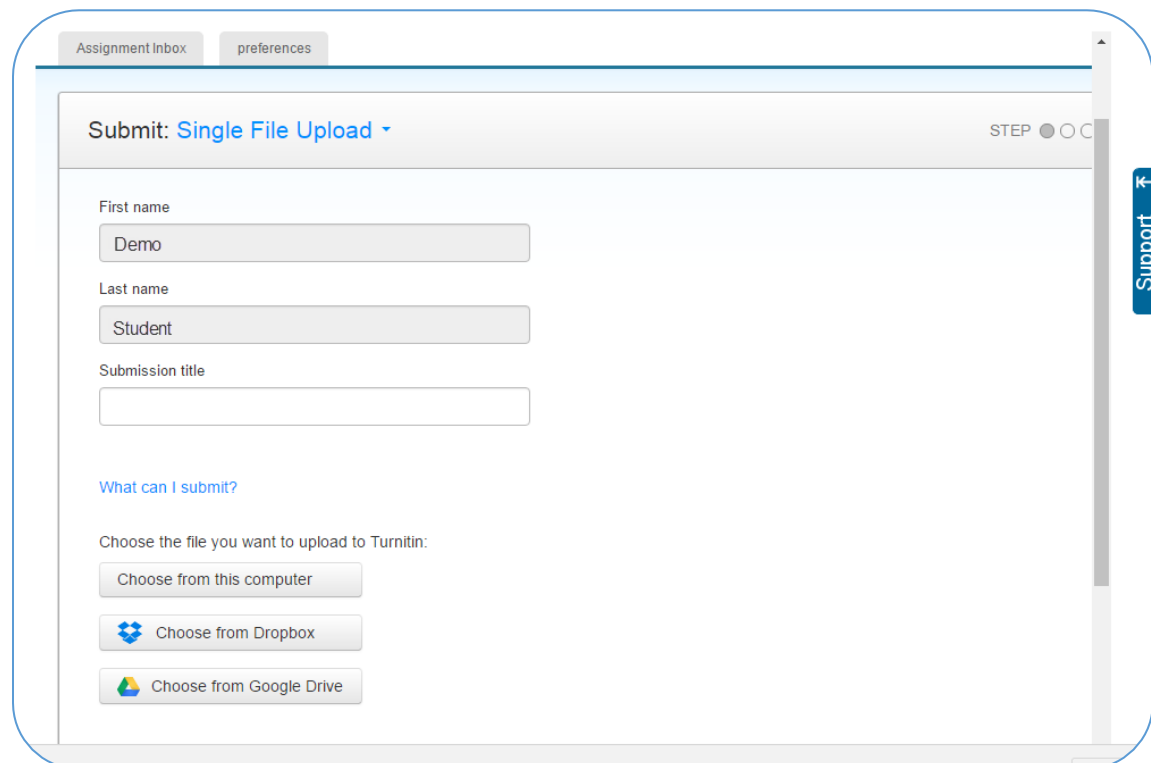 Assignment Inbox preferences
Submit: Single File Upload
STEP
Support
First name
Demo
Last name
Student
Submission title
What can I submit?
Choose the file you want to upload to Turnitin:
Choose from this computer
Choose from Dropbox
Choose from Google Drive